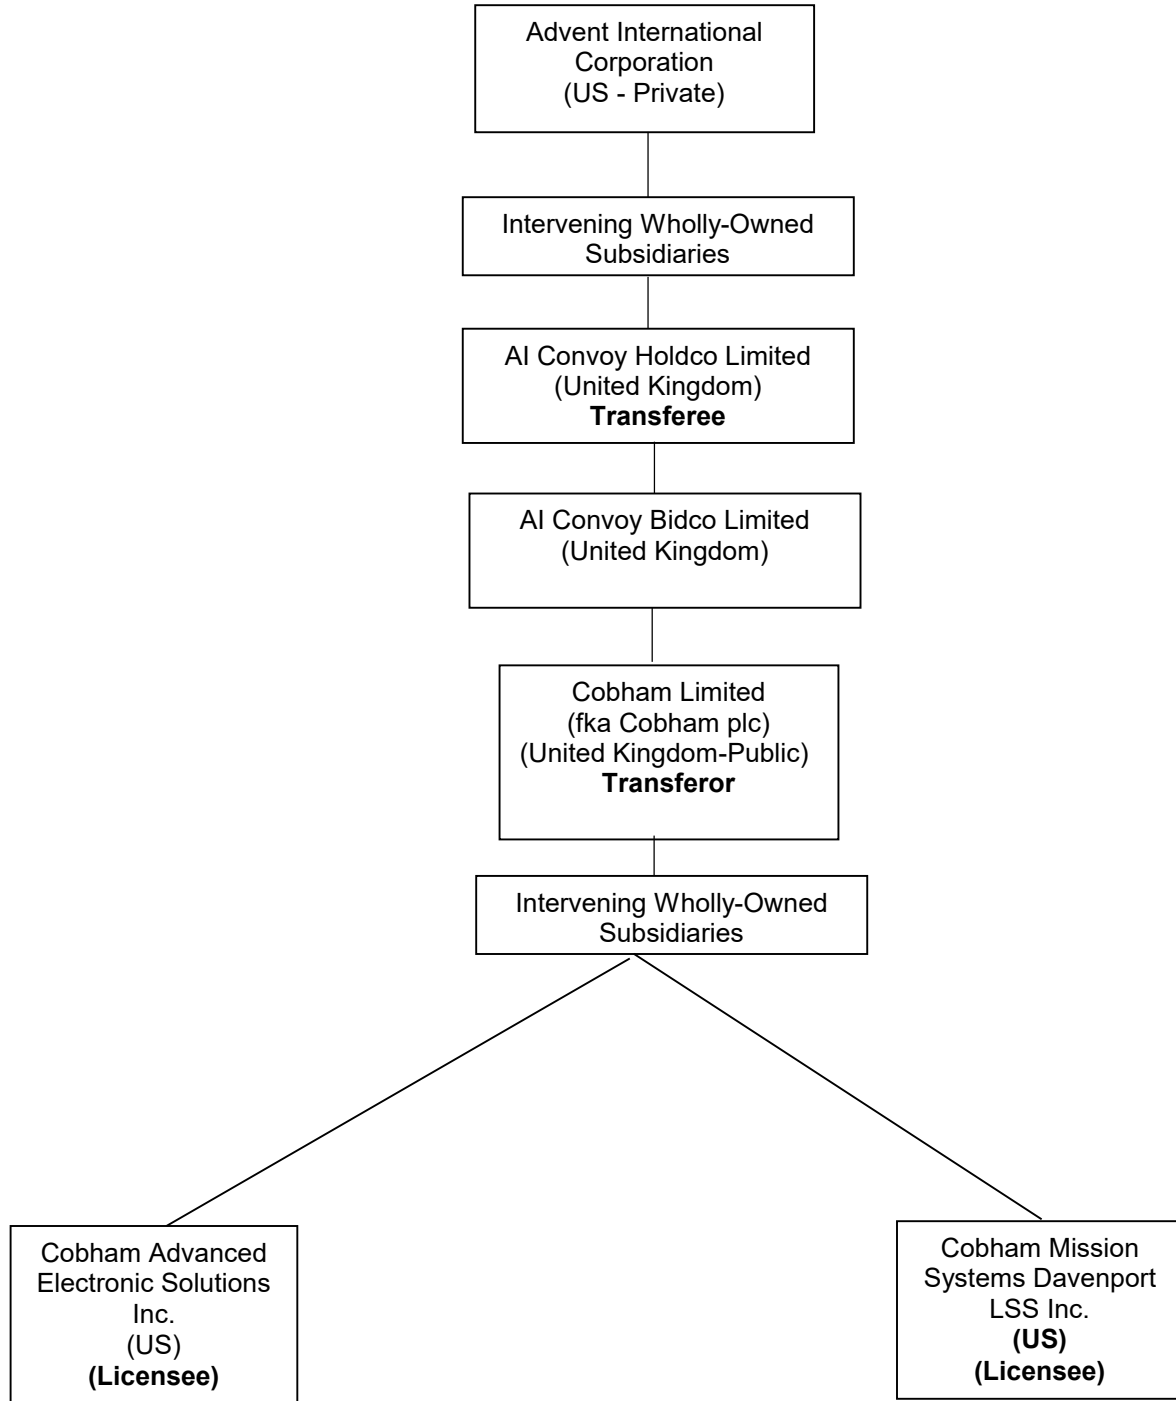 Advent International
Corporation
(US - Private)
Intervening Wholly-Owned
Subsidiaries
AI Convoy Holdco Limited
(United Kingdom)
Transferee
AI Convoy Bidco Limited
(United Kingdom)
Cobham Limited
(fka Cobham plc)
(United Kingdom-Public)
Transferor
Intervening Wholly-Owned
Subsidiaries
Cobham Advanced
Electronic Solutions
Inc.
(US)
(Licensee)
Cobham Mission
Systems Davenport
LSS Inc.
(US)
(Licensee)